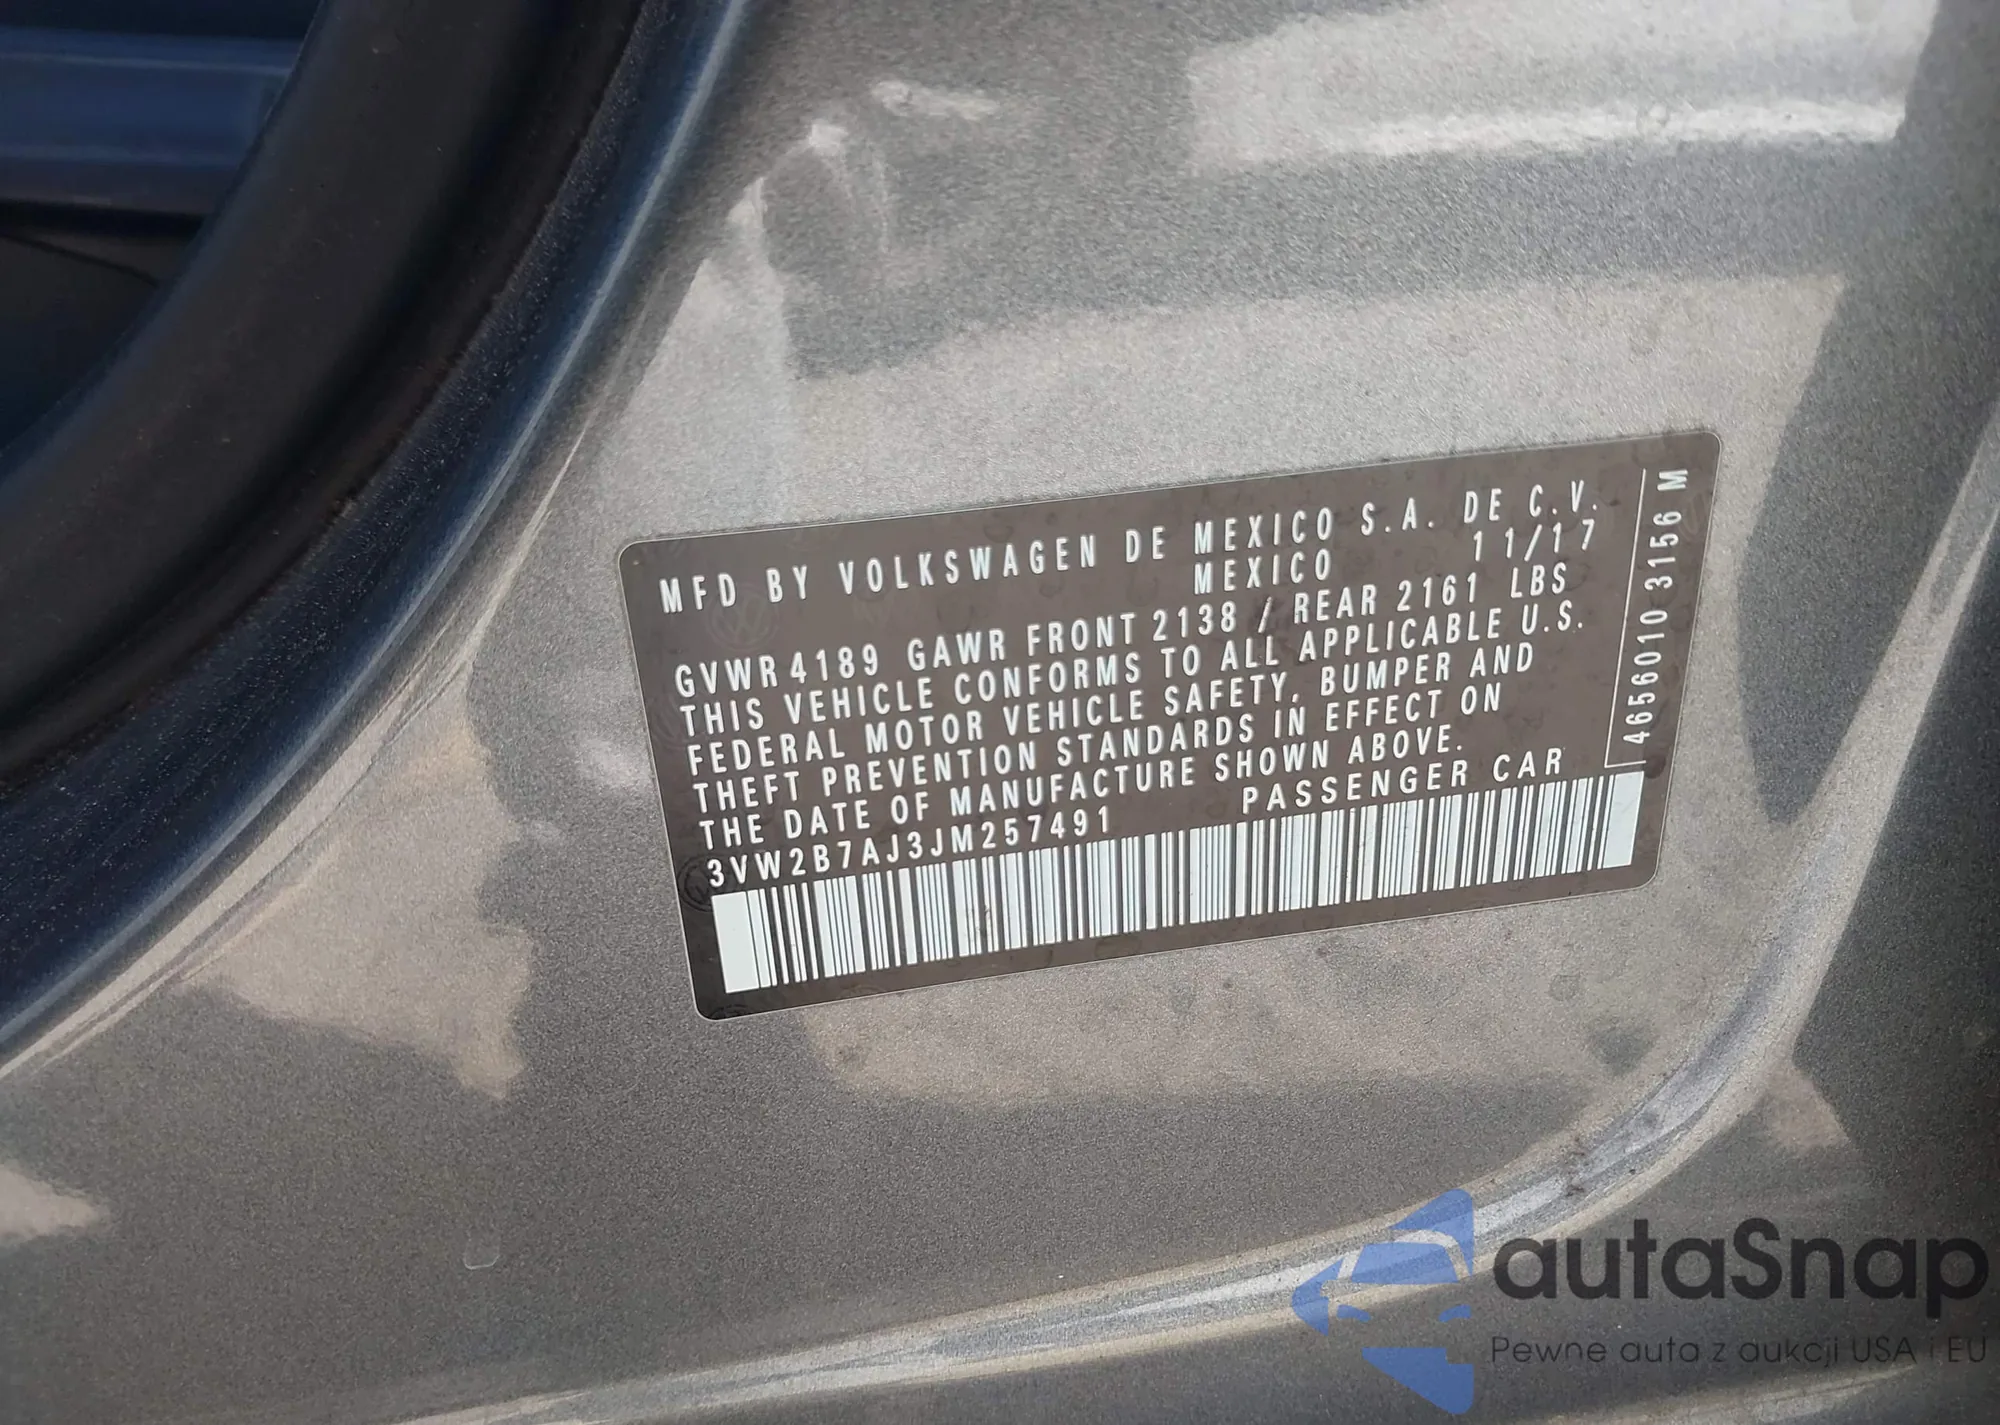 MFD BY VOLKSWAGEN DE MEXICO S.A. DE C.V.
MEXICO 11/17
GVWR 4189 GAWR FRONT 2138 / REAR 2161 LBS
THIS VEHICLE CONFORMS TO ALL APPLICABLE U.S.
FEDERAL MOTOR VEHICLE SAFETY, BUMPER AND
THEFT PREVENTION STANDARDS IN EFFECT ON
THE DATE OF MANUFACTURE SHOWN ABOVE.
3VW2B7AJ3JM257491 PASSENGER CAR
4656010 3156 M
autaSnap
Pewne auta z aukcji USA i EU